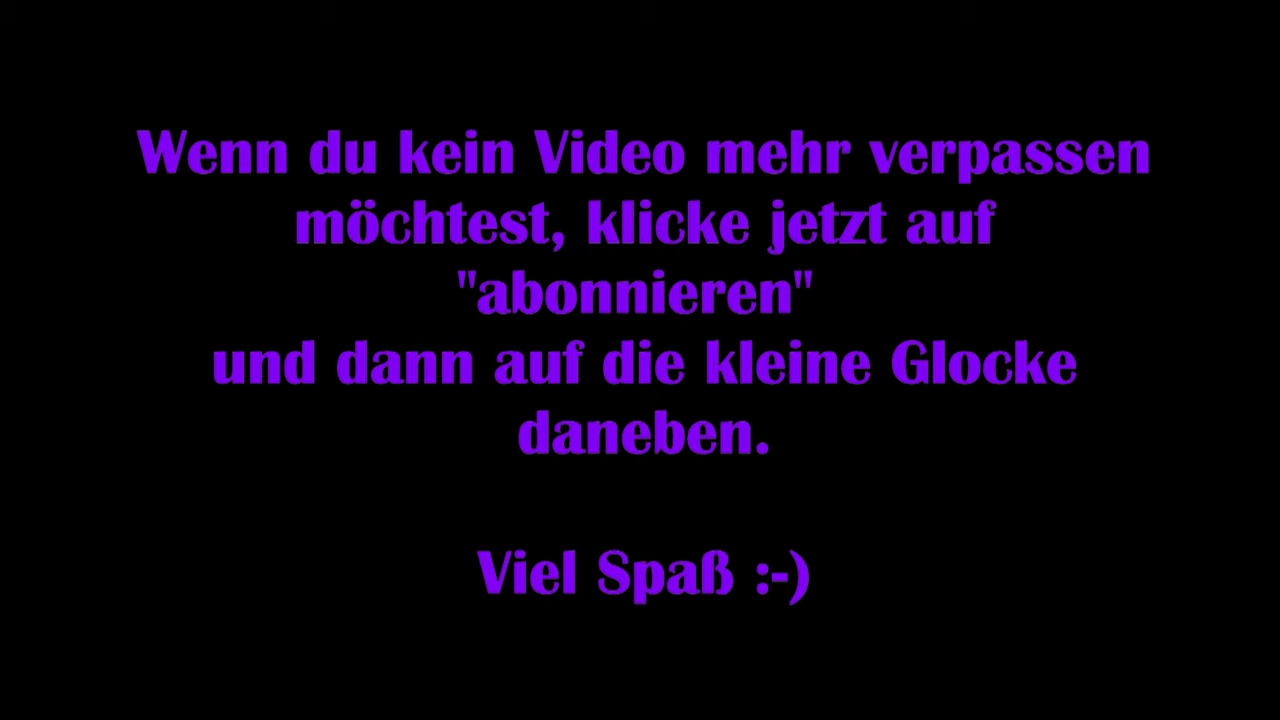 Wenn du kein Video mehr verpassen
möchtest, klicke jetzt auf
"abonnieren"
und dann auf die kleine Glocke
daneben.
Viel Spaß :-)